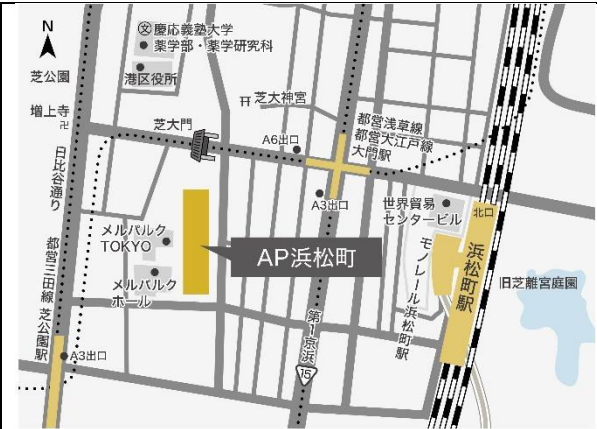 N
慶応義塾大学
薬学部・薬学研究科
文
港区役所
芝公園
増上寺
卍
芝大神宮
芝大門
A6出口
都営浅草線
都営大江戸線
大門駅
日比谷通り
A3出口
世界貿易
センタービル
北口
メルパルク
TOKYO
AP浜松町
メルパルク
ホール
モノレール浜松町駅
浜松町駅
旧芝離宮庭園
都営三田線 芝公園駅
第1京浜
15
A3出口